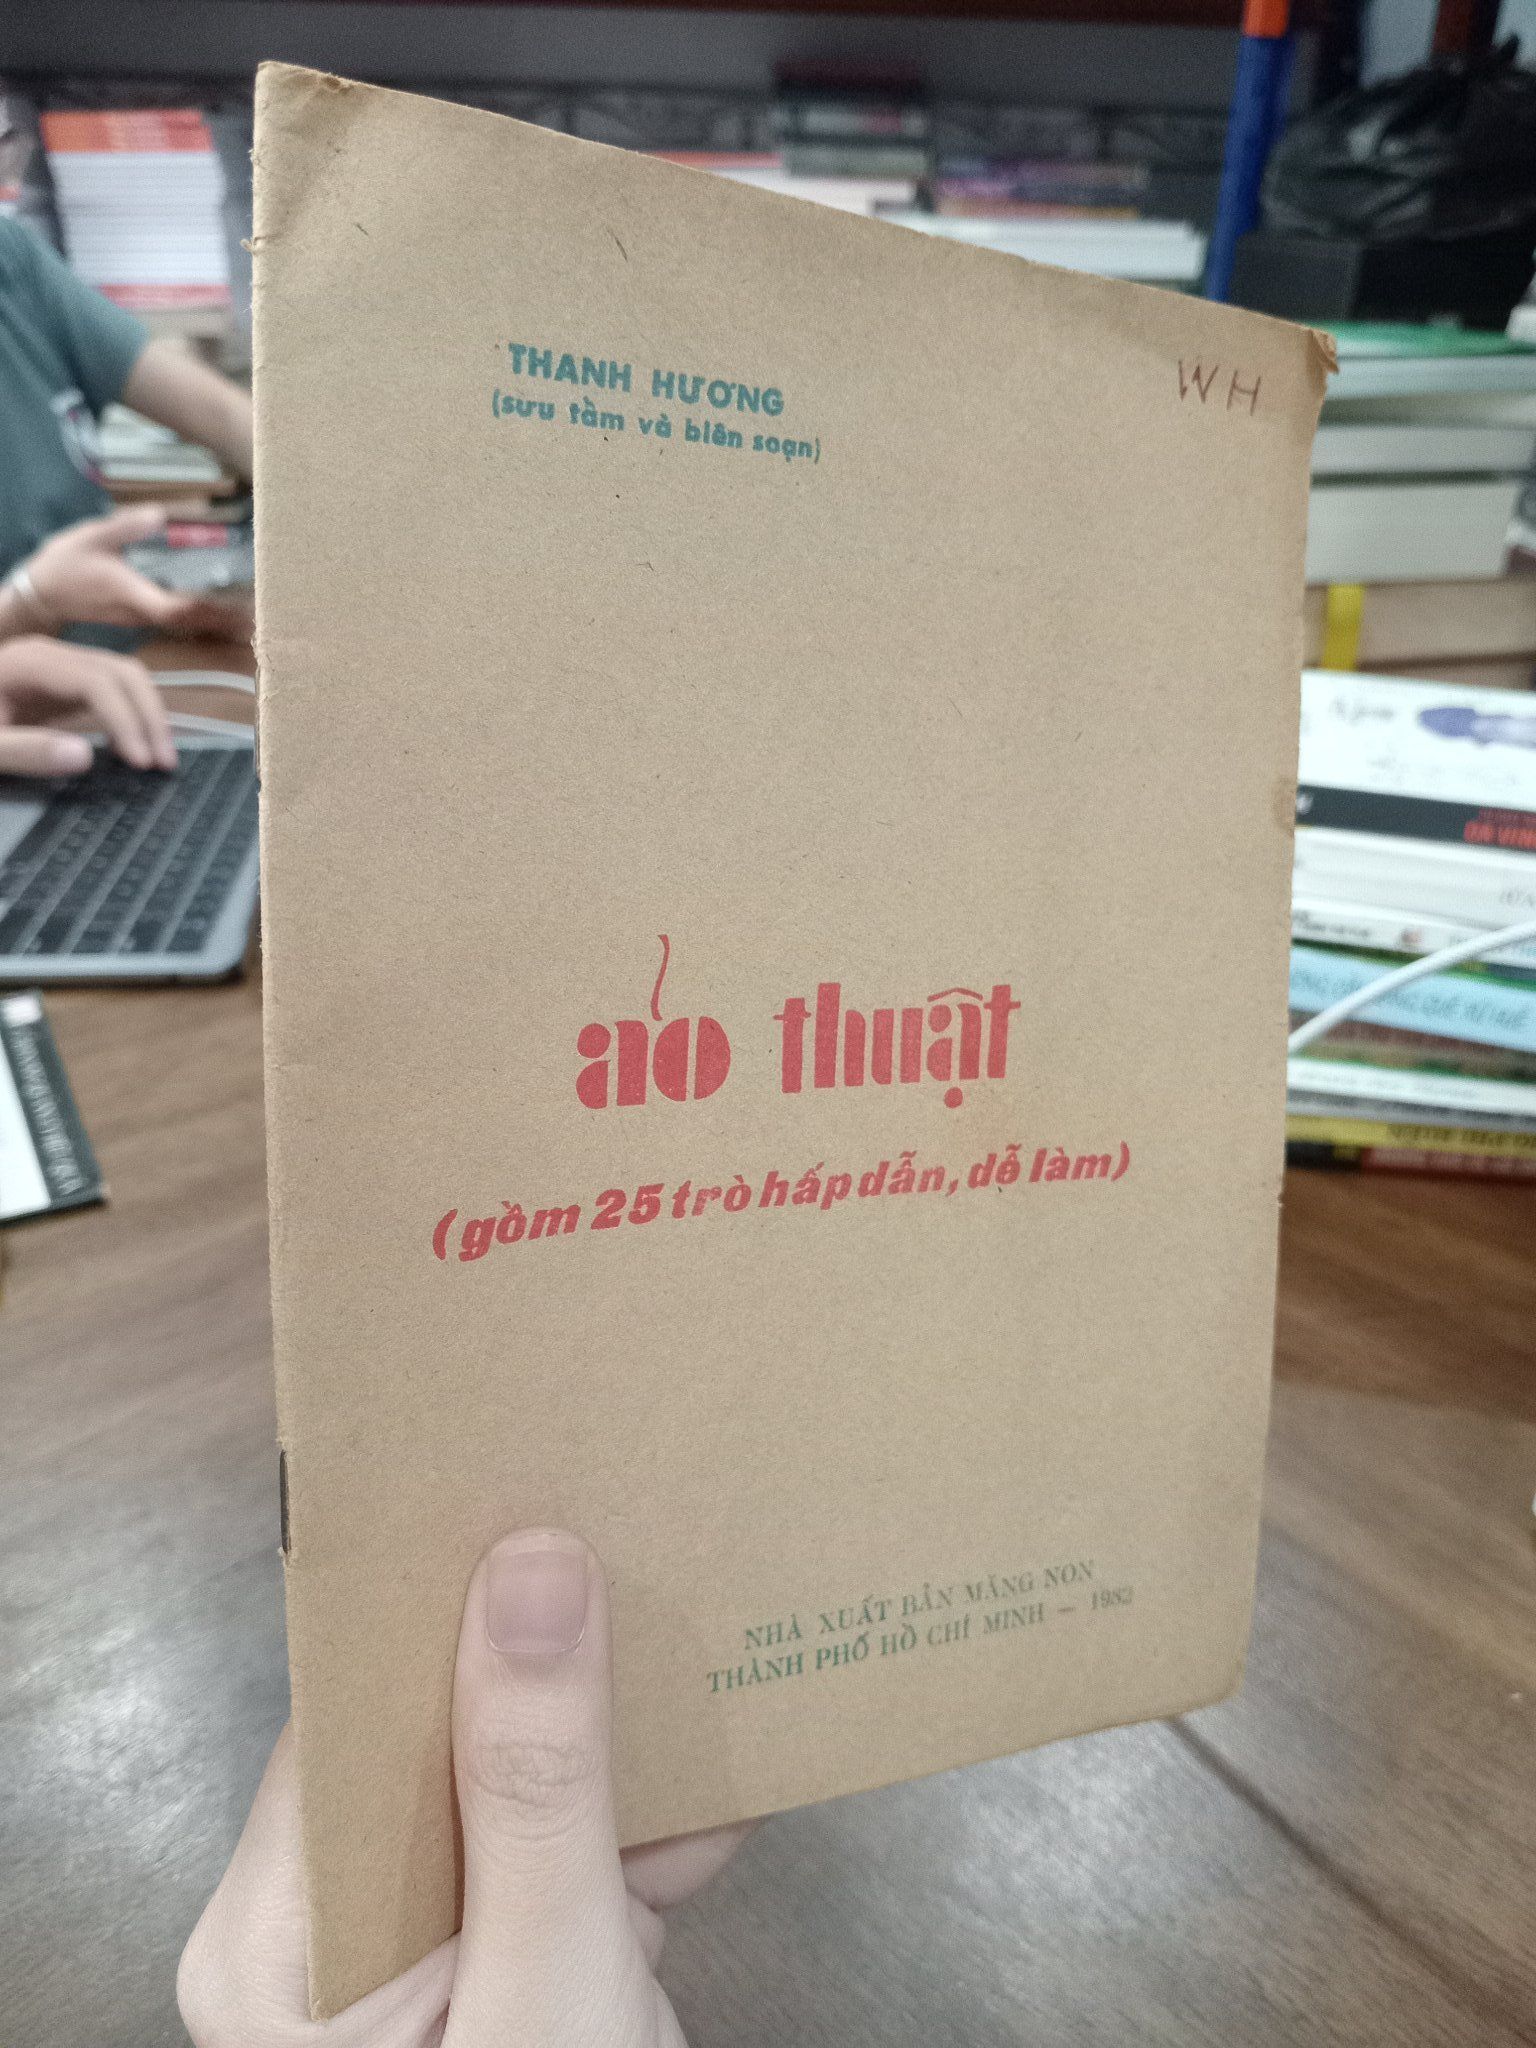 THANH HƯƠNG
(sưu tầm và biên soạn)
WH
ảo thuật
(gồm 25 trò hấp dẫn, dễ làm)
NHÀ XUẤT BẢN MĂNG NON
THÀNH PHỐ HỒ CHÍ MINH — 1982